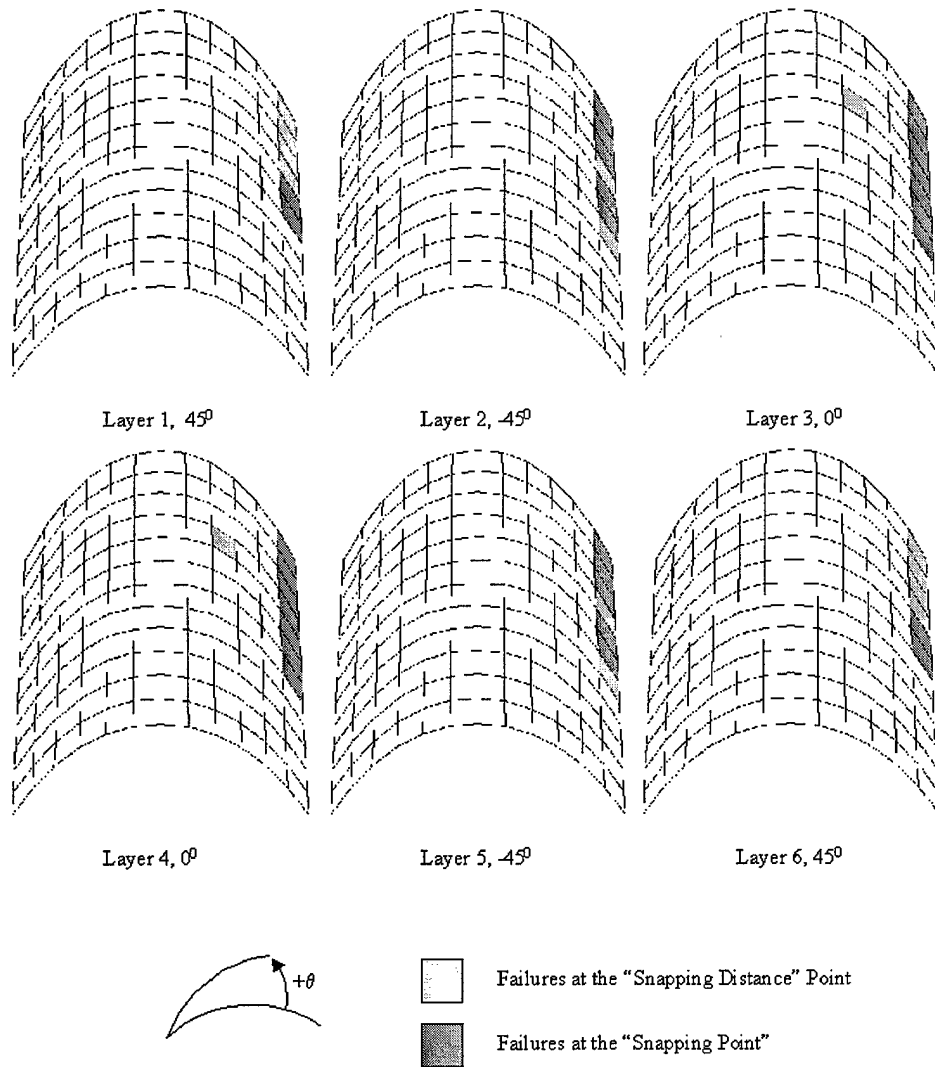 Layer 1, 45⁰
Layer 2, -45⁰
Layer 3, 0⁰
Layer 4, 0⁰
Layer 5, -45⁰
Layer 6, 45⁰
+θ
Failures at the “Snapping Distance” Point
Failures at the “Snapping Point”